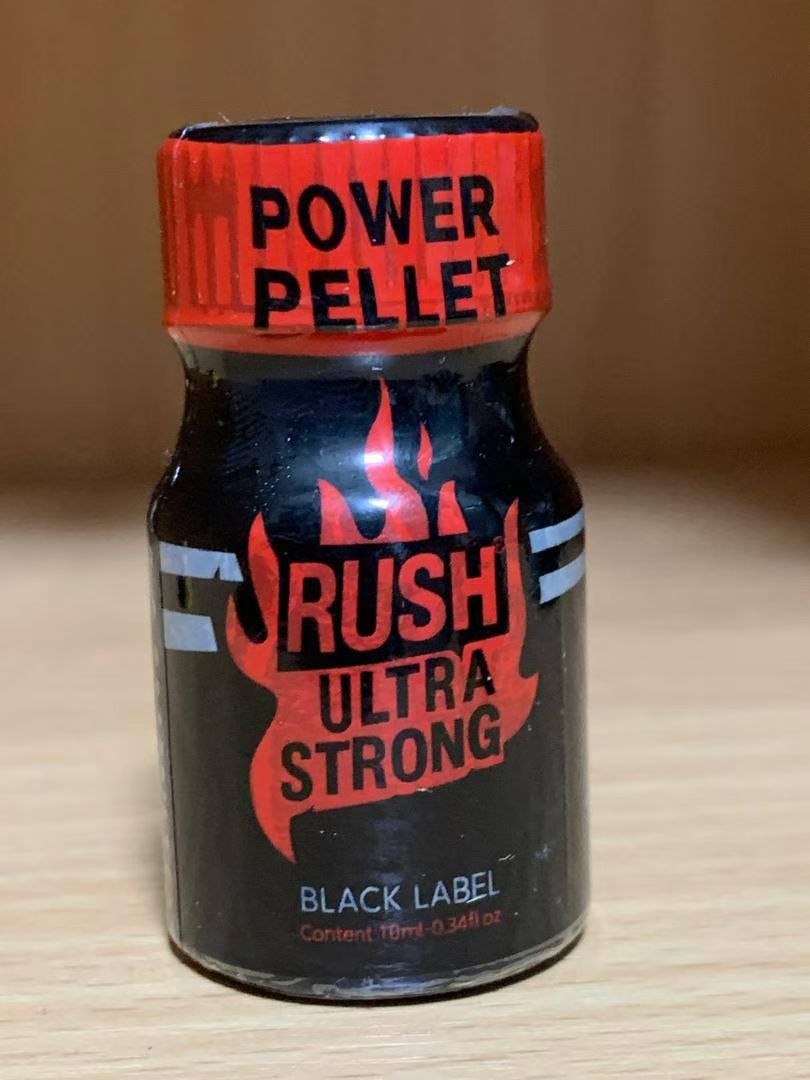 POWER
PELLET
RUSH®
ULTRA
STRONG
BLACK LABEL
Content 10ml-0.34fl oz